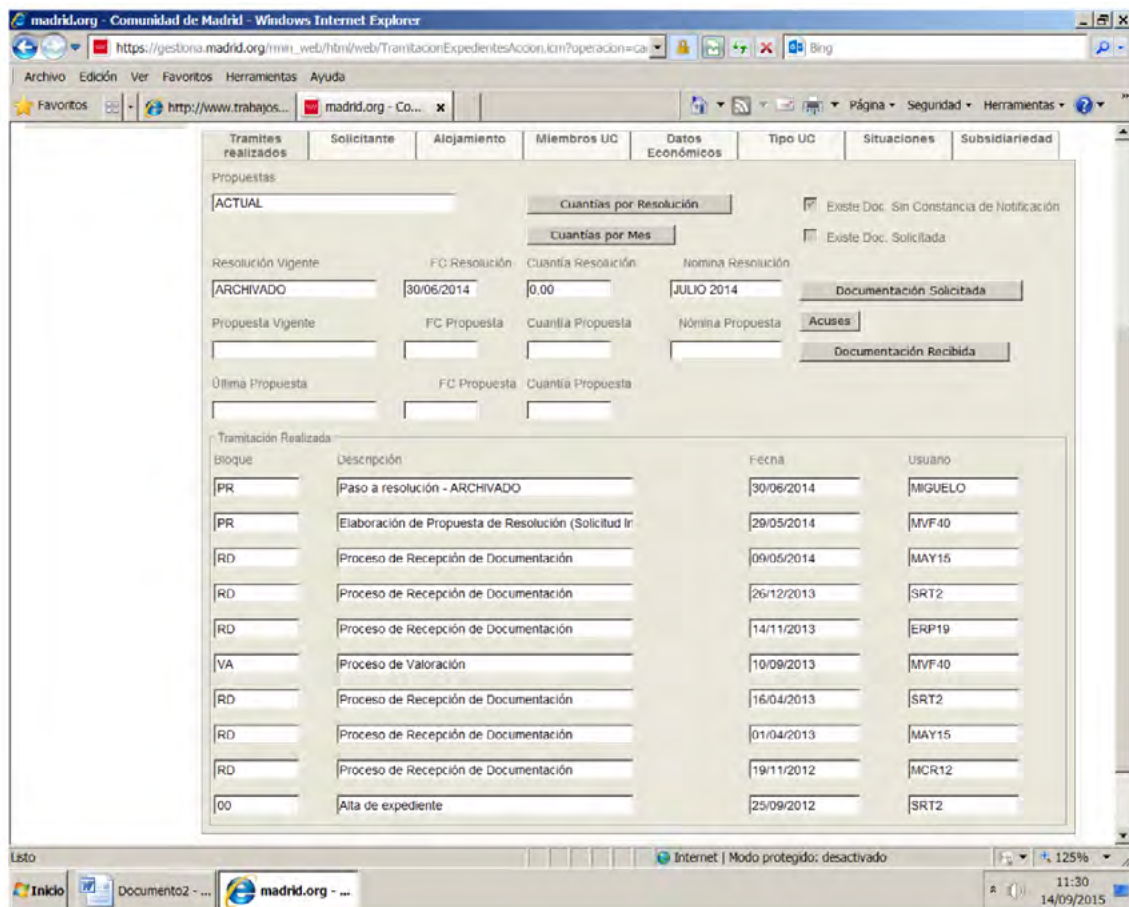 madrid.org - Comunidad de Madrid - Windows Internet Explorer
https://gestiona.madrid.org/rmin_web/html/web/TramitacionExpedientesAccion.icm?operacion=ca
Bing
Archivo Edición Ver Favoritos Herramientas Ayuda
Favoritos http://www.trabajos... madrid.org - Co... x Página Seguridad Herramientas
Tramites realizados Solicitante Alojamiento Miembros UC Datos Económicos Tipo UC Situaciones Subsidiariedad
Propuestas
ACTUAL Cuantías por Resolución Existe Doc. Sin Constancia de Notificación
Cuantías por Mes Existe Doc. Solicitada
Resolución Vigente FC Resolución Cuantía Resolución Nomina Resolución
ARCHIVADO 30/06/2014 0,00 JULIO 2014 Documentación Solicitada
Propuesta Vigente FC Propuesta Cuantía Propuesta Nómina Propuesta Acuses
Documentación Recibida
Última Propuesta FC Propuesta Cuantía Propuesta
Tramitación Realizada
Bloque Descripción Fecha Usuario
PR Paso a resolución - ARCHIVADO 30/06/2014 MIGUELO
PR Elaboración de Propuesta de Resolución (Solicitud In 29/05/2014 MVF40
RD Proceso de Recepción de Documentación 09/05/2014 MAY15
RD Proceso de Recepción de Documentación 26/12/2013 SRT2
RD Proceso de Recepción de Documentación 14/11/2013 ERP19
VA Proceso de Valoración 10/09/2013 MVF40
RD Proceso de Recepción de Documentación 16/04/2013 SRT2
RD Proceso de Recepción de Documentación 01/04/2013 MAY15
RD Proceso de Recepción de Documentación 19/11/2012 MCR12
00 Alta de expediente 25/09/2012 SRT2
Listo Internet | Modo protegido: desactivado 125%
Inicio Documento2 - ... madrid.org - ... 11:30
14/09/2015